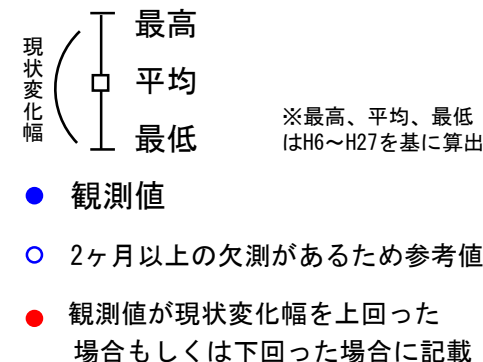 最高
現状変化幅
平均
最低
※最高、平均、最低
はH6～H27を基に算出
観測値
2ヶ月以上の欠測があるため参考値
観測値が現状変化幅を上回った
場合もしくは下回った場合に記載